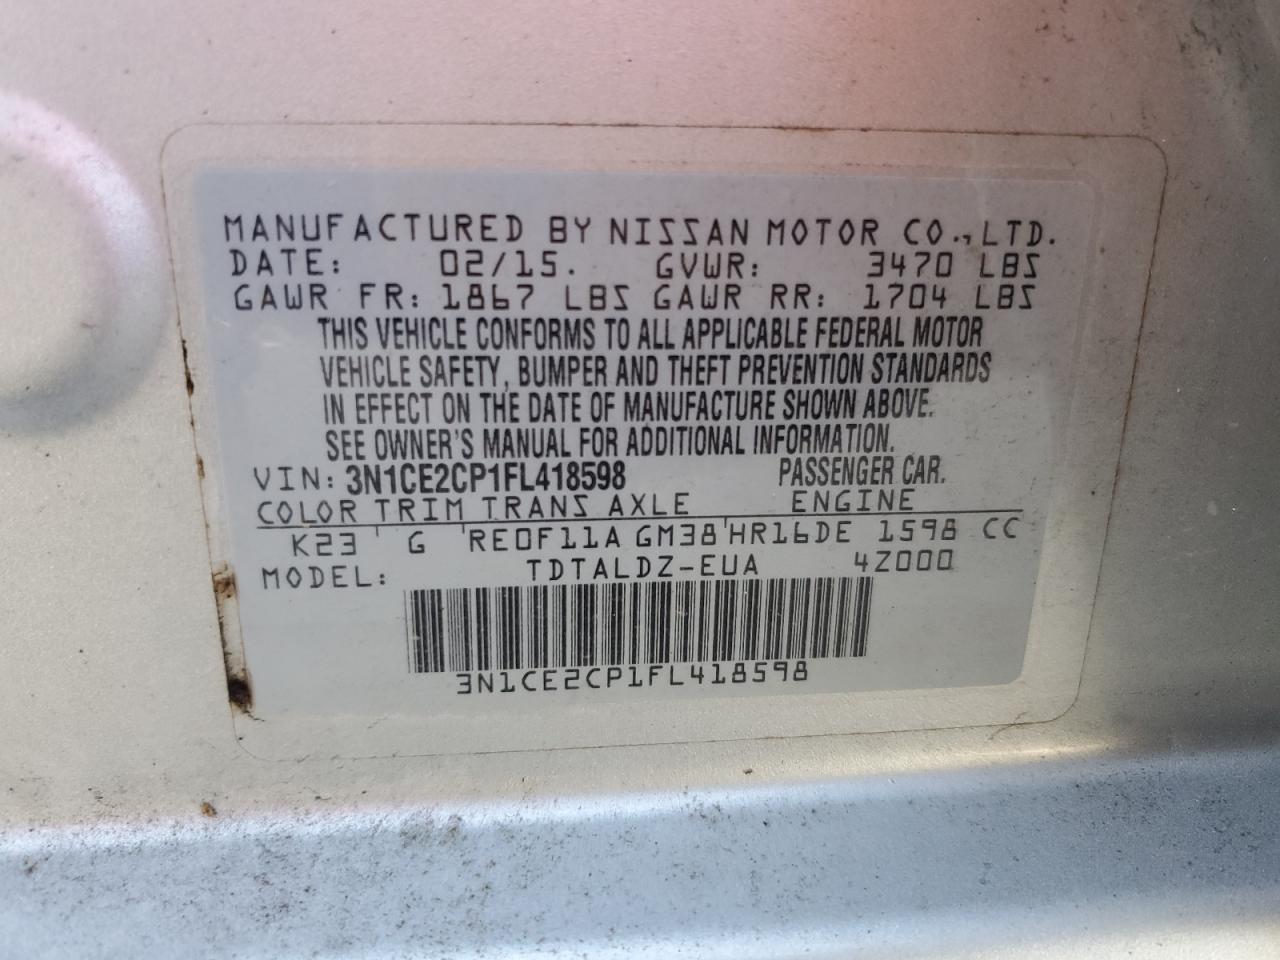 MANUFACTURED BY NISSAN MOTOR CO.,LTD.
DATE: 02/15. GVWR: 3470 LBS
GAWR FR: 1867 LBS GAWR RR: 1704 LBS
THIS VEHICLE CONFORMS TO ALL APPLICABLE FEDERAL MOTOR
VEHICLE SAFETY, BUMPER AND THEFT PREVENTION STANDARDS
IN EFFECT ON THE DATE OF MANUFACTURE SHOWN ABOVE.
SEE OWNER'S MANUAL FOR ADDITIONAL INFORMATION.
VIN: 3N1CE2CP1FL418598 PASSENGER CAR.
COLOR TRIM TRANS AXLE ENGINE
K23 G RE0F11A GM38 HR16DE 1598 CC
MODEL: TDTALDZ-EUA 4Z000
3N1CE2CP1FL418598